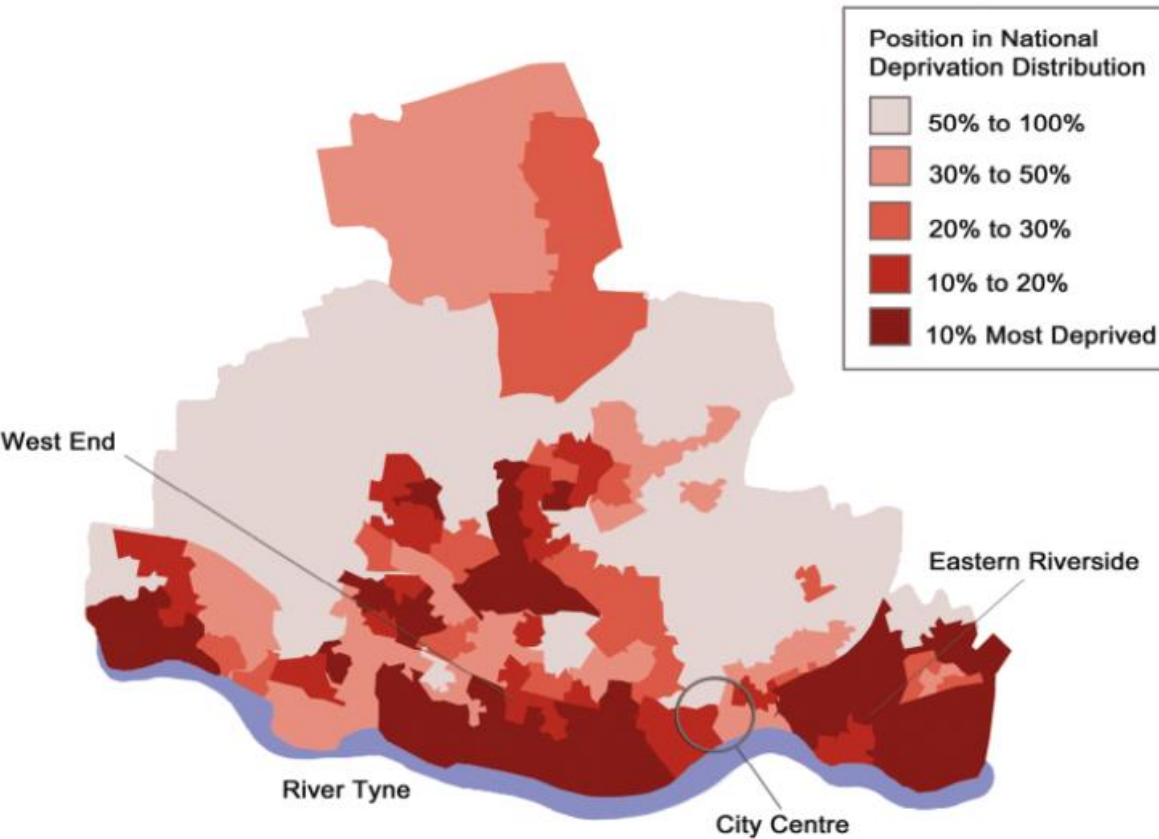 Position in National
Deprivation Distribution
50% to 100%
30% to 50%
20% to 30%
10% to 20%
10% Most Deprived
West End
Eastern Riverside
River Tyne
City Centre